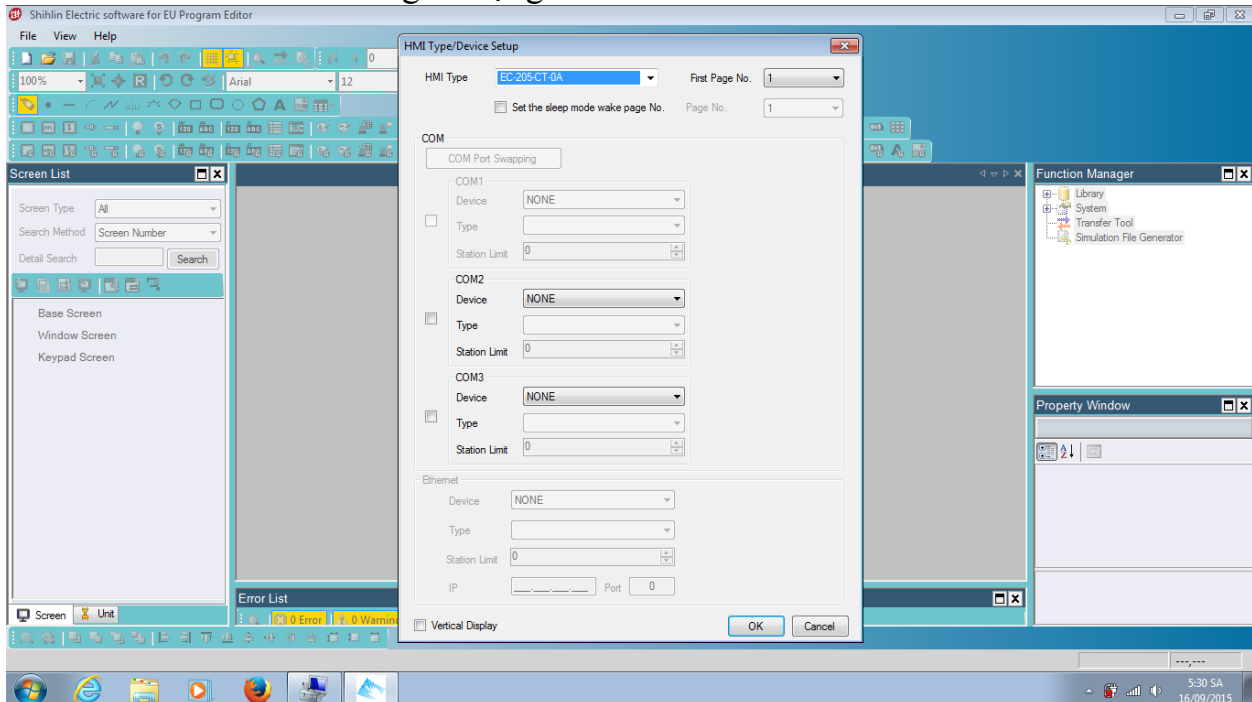 Shihlin Electric software for EU Program Editor
File View Help
0
100% Arial 12
Screen List
Screen Type All
Search Method Screen Number
Detail Search Search
Base Screen
Window Screen
Keypad Screen
Screen Unit
HMI Type/Device Setup
HMI Type EC-205-CT-0A First Page No. 1
Set the sleep mode wake page No. Page No. 1
COM
COM Port Swapping
COM1
Device NONE
Type
Station Limit 0
COM2
Device NONE
Type
Station Limit 0
COM3
Device NONE
Type
Station Limit 0
Ethernet
Device NONE
Type
Station Limit 0
IP Port 0
Vertical Display OK Cancel
Error List
0 Error 0 Warnin
Function Manager
Library
System
Transfer Tool
Simulation File Generator
Property Window
---,---
5:30 SA
16/09/2015